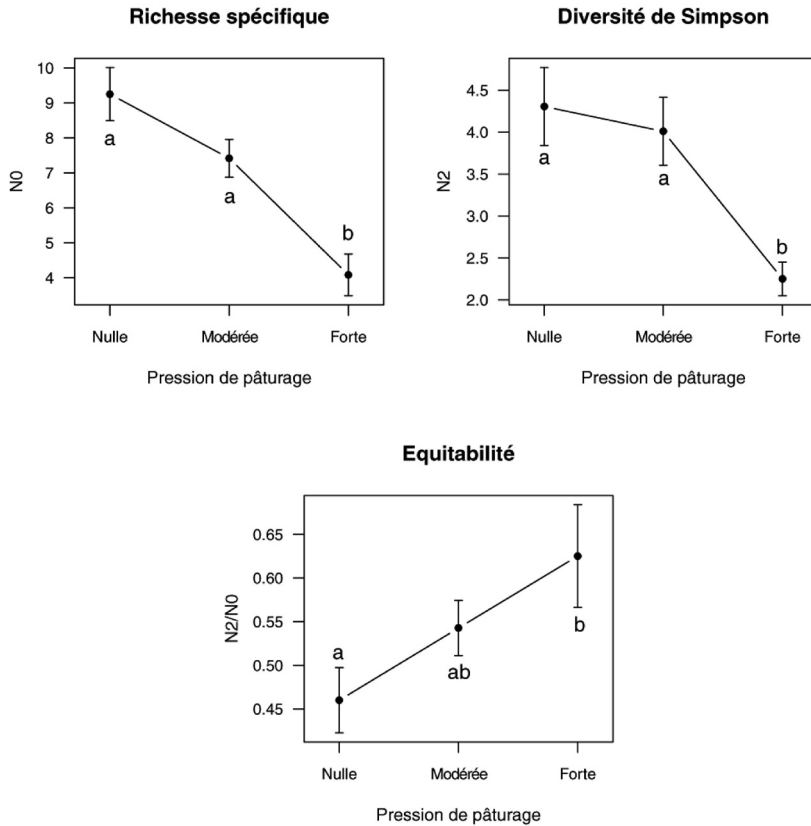 Richesse spécifique
10
9
8
7
6
5
4
N0
a
a
b
Nulle Modérée Forte
Pression de pâturage
Diversité de Simpson
4.5
4.0
3.5
3.0
2.5
2.0
N2
a
a
b
Nulle Modérée Forte
Pression de pâturage
Equitabilité
0.65
0.60
0.55
0.50
0.45
N2/N0
a
ab
b
Nulle Modérée Forte
Pression de pâturage